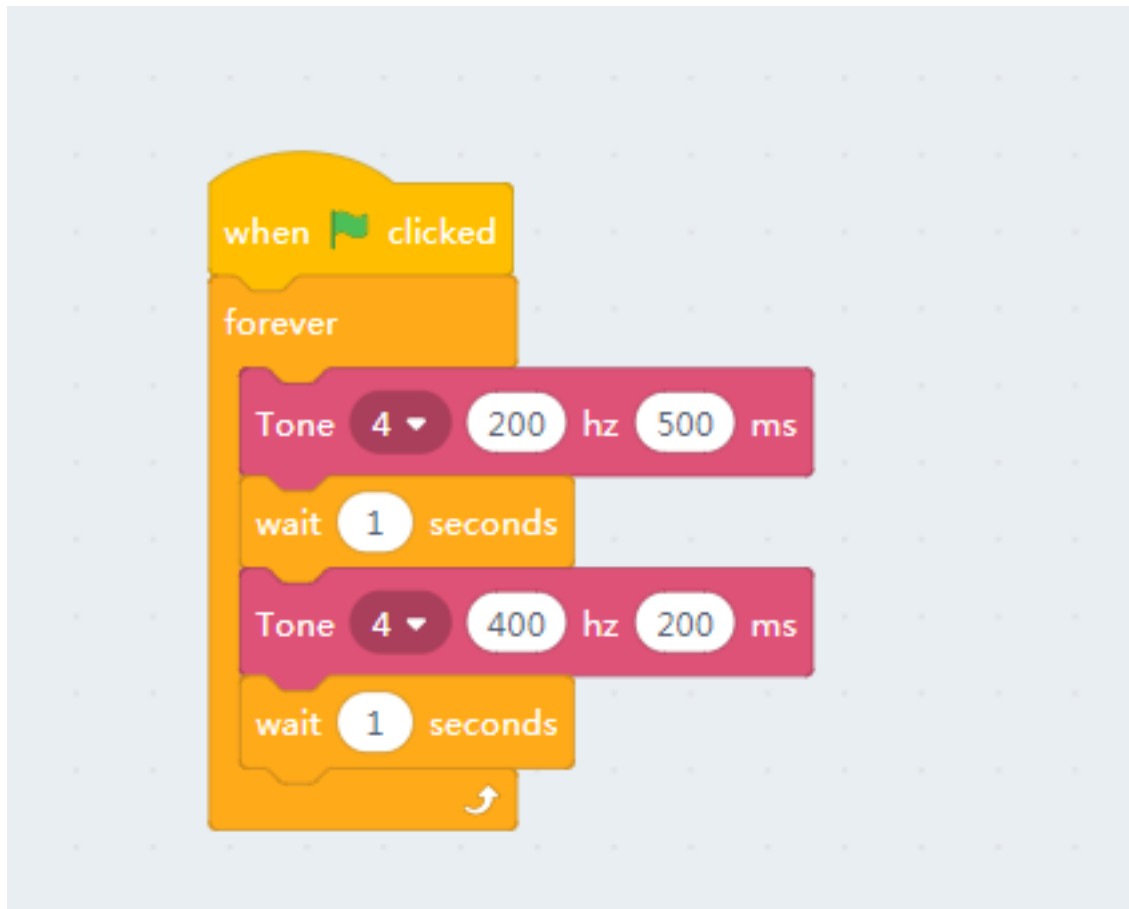 when clicked
forever
Tone 4 200 hz 500 ms
wait 1 seconds
Tone 4 400 hz 200 ms
wait 1 seconds